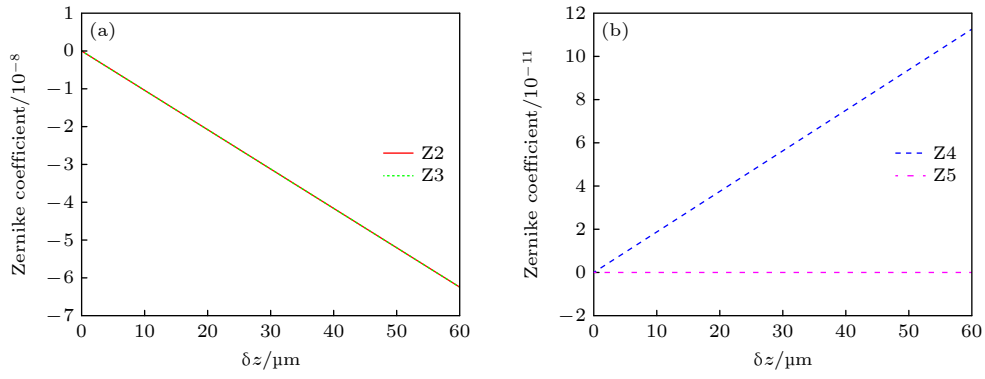 (a)
Zernike coefficient/10⁻⁸
1
0
−1
−2
−3
−4
−5
−6
−7
Z2
Z3
0 10 20 30 40 50 60
δz/μm
(b)
Zernike coefficient/10⁻¹¹
12
10
8
6
4
2
0
−2
Z4
Z5
0 10 20 30 40 50 60
δz/μm